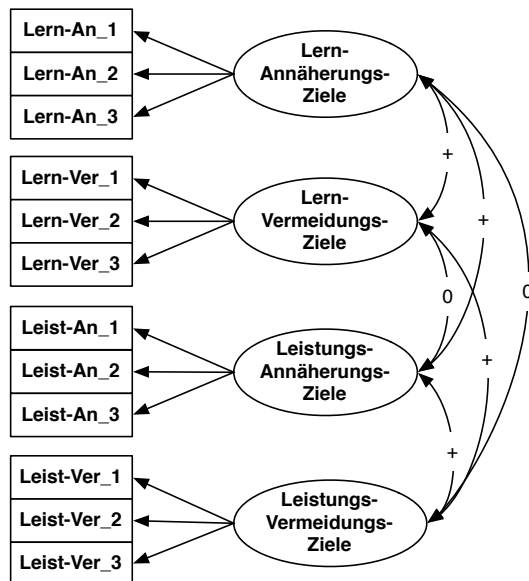 Lern-An_1
Lern-An_2
Lern-An_3
Lern-
Annäherungs-
Ziele
+
Lern-Ver_1
Lern-Ver_2
Lern-Ver_3
Lern-
Vermeidungs-
Ziele
+
0
0
Leist-An_1
Leist-An_2
Leist-An_3
Leistungs-
Annäherungs-
Ziele
+
+
Leist-Ver_1
Leist-Ver_2
Leist-Ver_3
Leistungs-
Vermeidungs-
Ziele